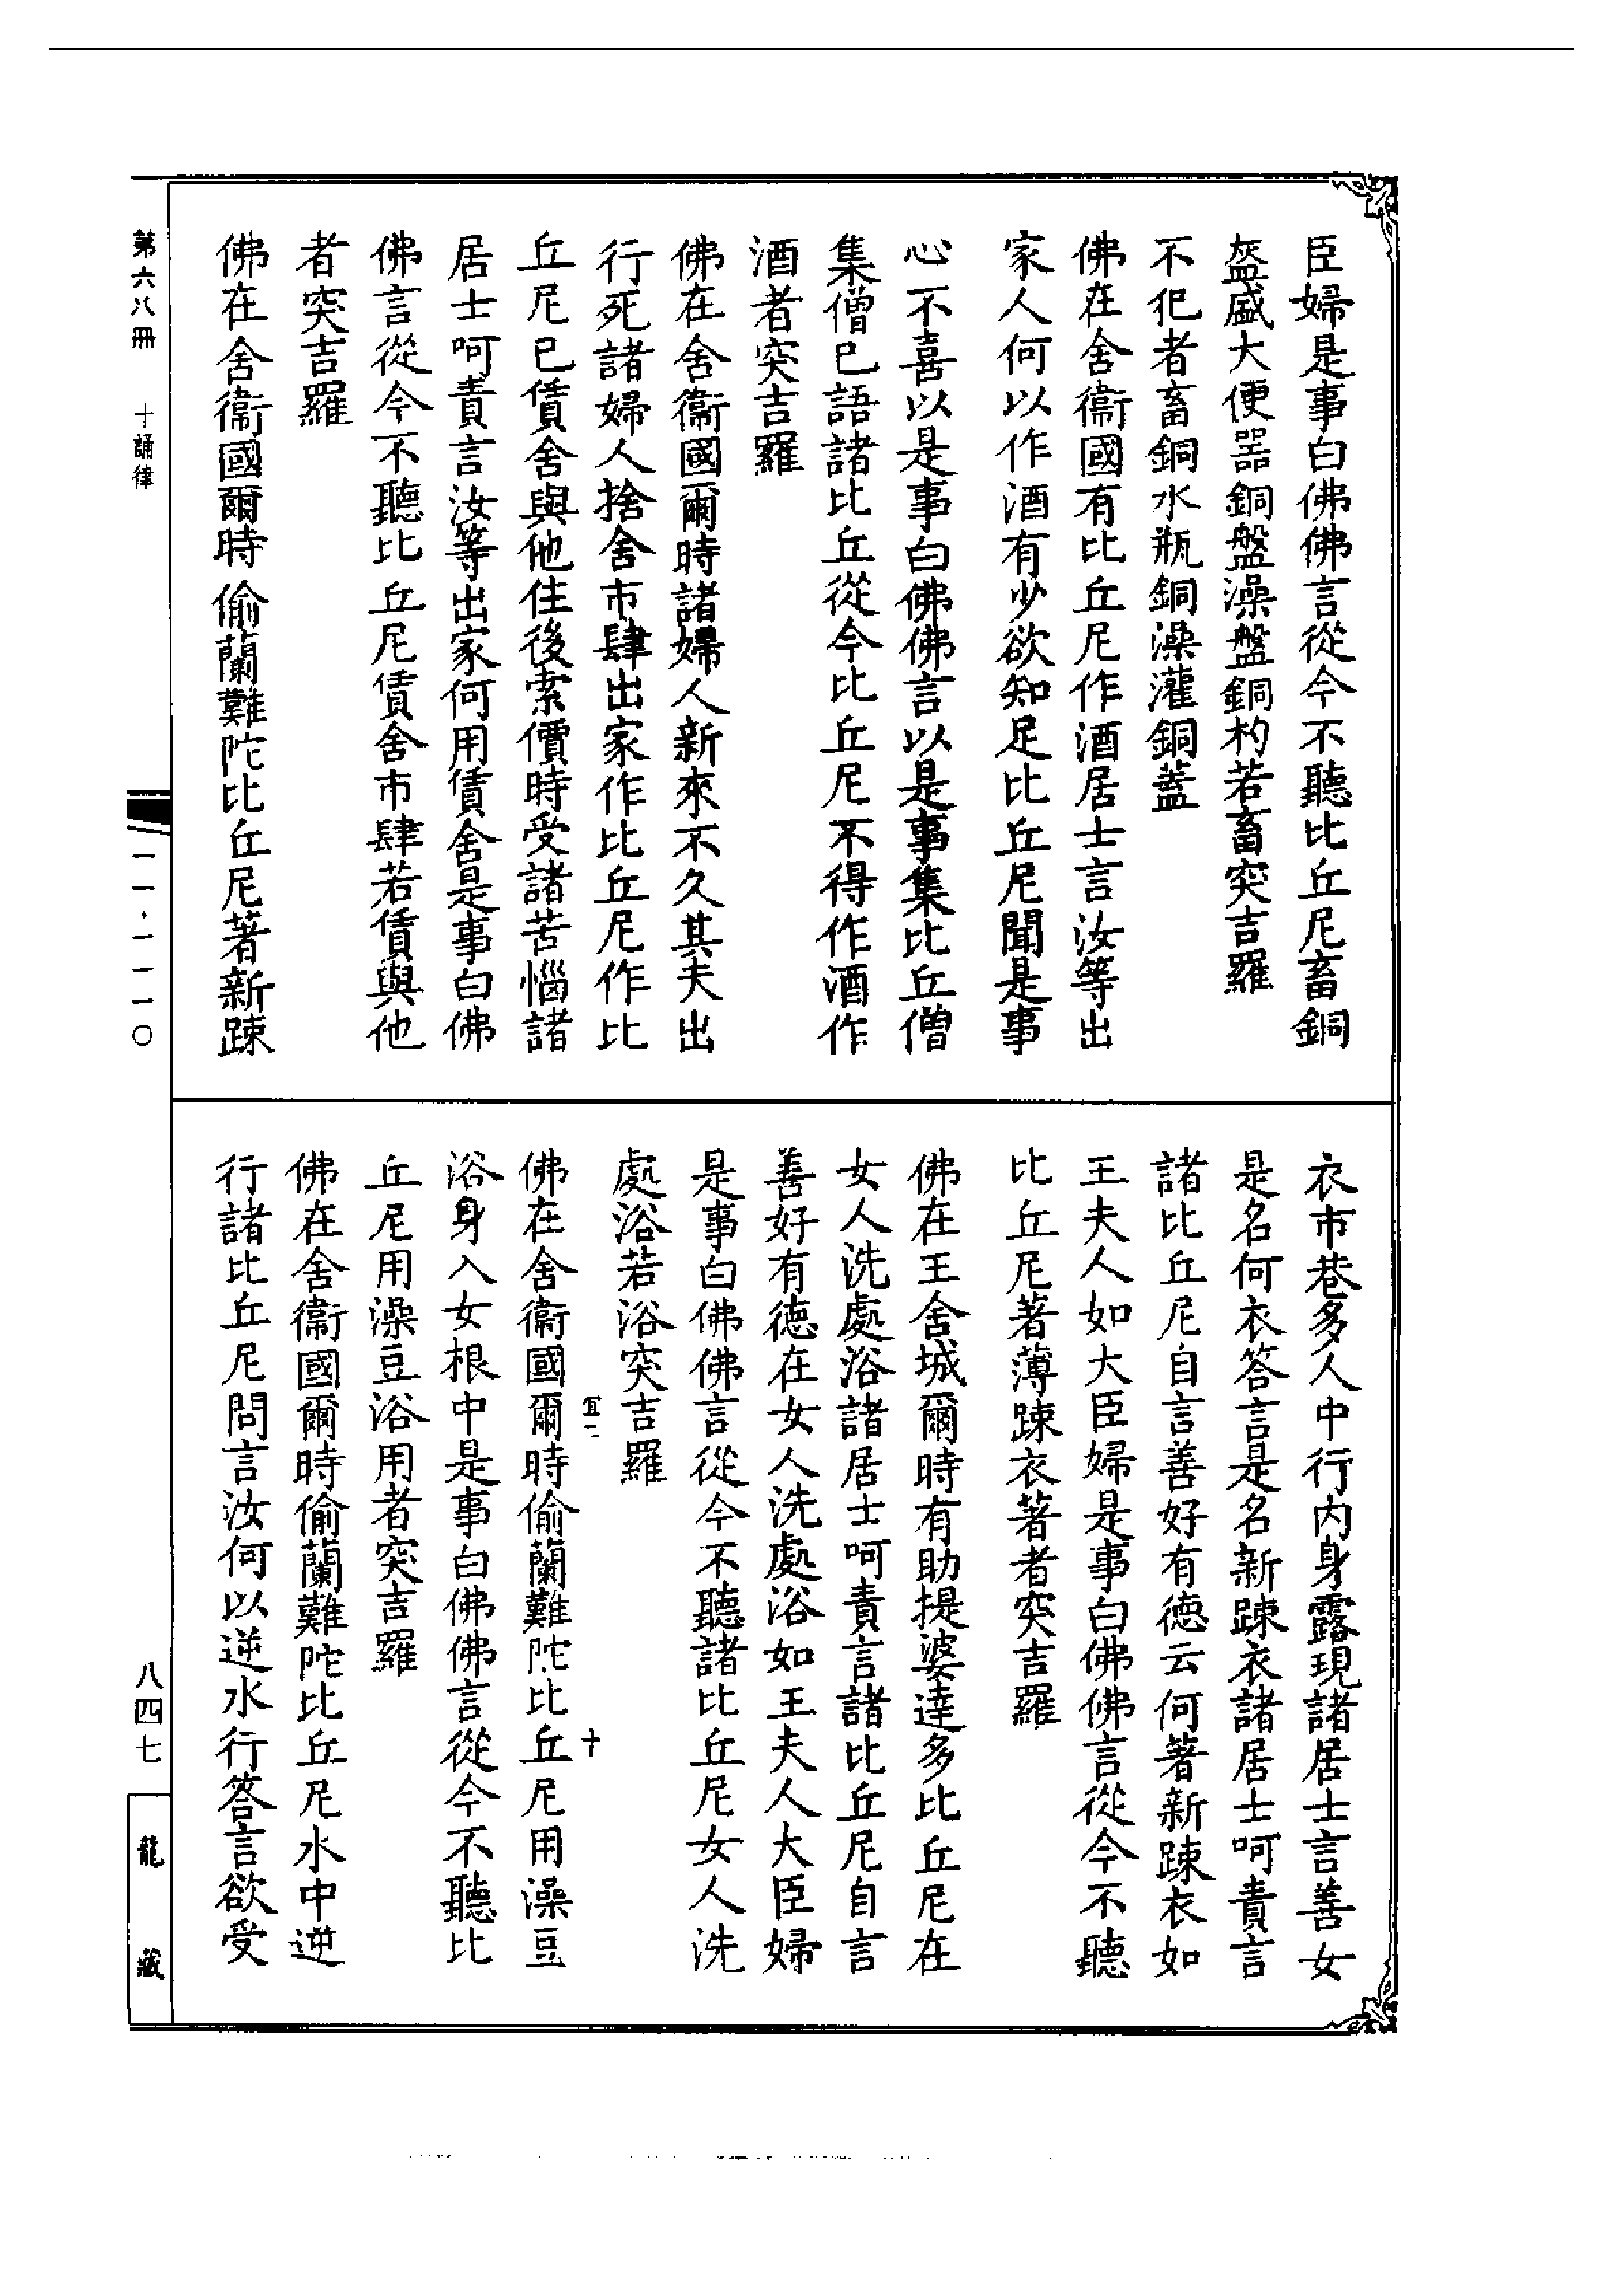 臣婦是事白佛佛言從今不聽比丘尼畜銅
盔盛大便器銅盤澡盤銅杓若畜突吉羅
不犯者畜銅水瓶銅澡灌銅蓋
佛在舍衞國有比丘尼作酒居士言汝等出
家人何以作酒有少欲知足比丘尼聞是事
心不喜以是事白佛佛言以是事集比丘僧
集僧已語諸比丘從今比丘尼不得作酒作
酒者突吉羅
佛在舍衞國爾時諸婦人新來不久其夫出
行死諸婦人捨舍市肆出家作比丘尼作比
丘尼已賃舍與他住後索價時受諸苦惱諸
居士呵責言汝等出家何用賃舍是事白佛
佛言從今不聽比丘尼賃舍市肆若賃與他
者突吉羅
佛在舍衞國爾時偷蘭難陀比丘尼著新踈
衣市巷多人中行內身露現諸居士言善女
是名何衣答言是名新踈衣諸居士呵責言
諸比丘尼自言善好有德云何著新踈衣如
王夫人如大臣婦是事白佛佛言從今不聽
比丘尼著薄踈衣著者突吉羅
佛在王舍城爾時有助提婆達多比丘尼在
女人洗處浴諸居士呵責言諸比丘尼自言
善好有德在女人洗處浴如王夫人大臣婦
是事白佛佛言從今不聽諸比丘尼女人洗
處浴若浴突吉羅
佛在舍衞國爾時偷蘭難陀比丘尼用澡豆
浴身入女根中是事白佛佛言從今不聽比
丘尼用澡豆浴用者突吉羅
佛在舍衞國爾時偷蘭難陀比丘尼水中逆
行諸比丘尼問言汝何以逆水行答言欲受
十
第六八冊 十誦律
一一·一一一〇
八四七
龍藏